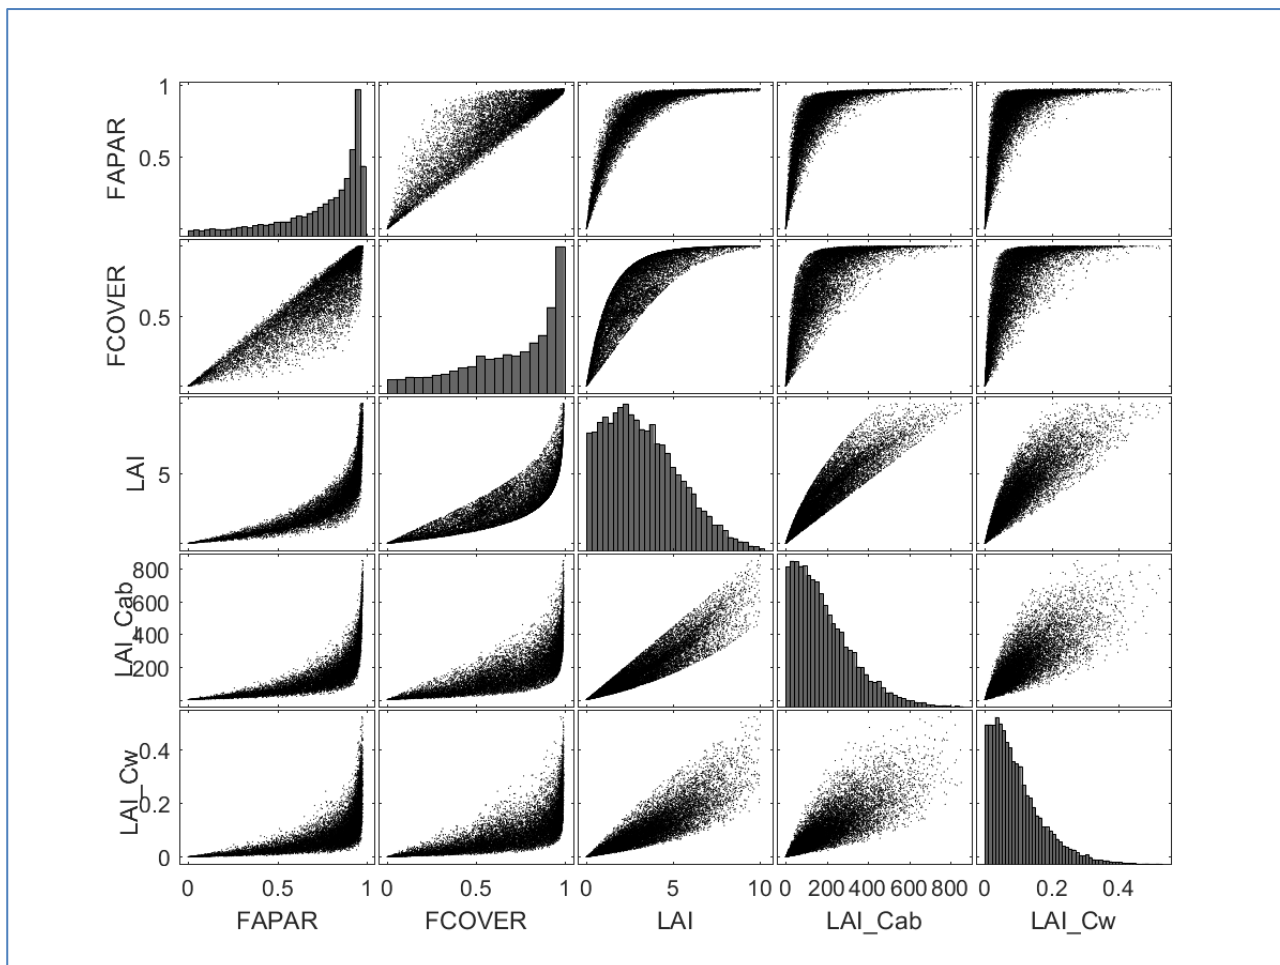 1
0.5
FAPAR
0.5
FCOVER
5
LAI
800
600
400
200
LAI_Cab
0.4
0.2
0
LAI_Cw
0 0.5 1 0 0.5 1 0 5 10 0 200 400 600 800 0 0.2 0.4
FAPAR FCOVER LAI LAI_Cab LAI_Cw